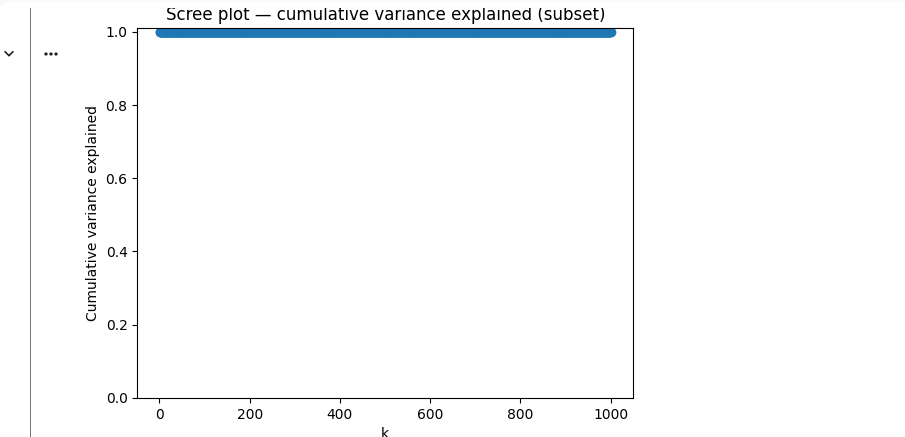 Scree plot — cumulative variance explained (subset)
1.0
0.8
0.6
0.4
0.2
0.0
Cumulative variance explained
0 200 400 600 800 1000
k